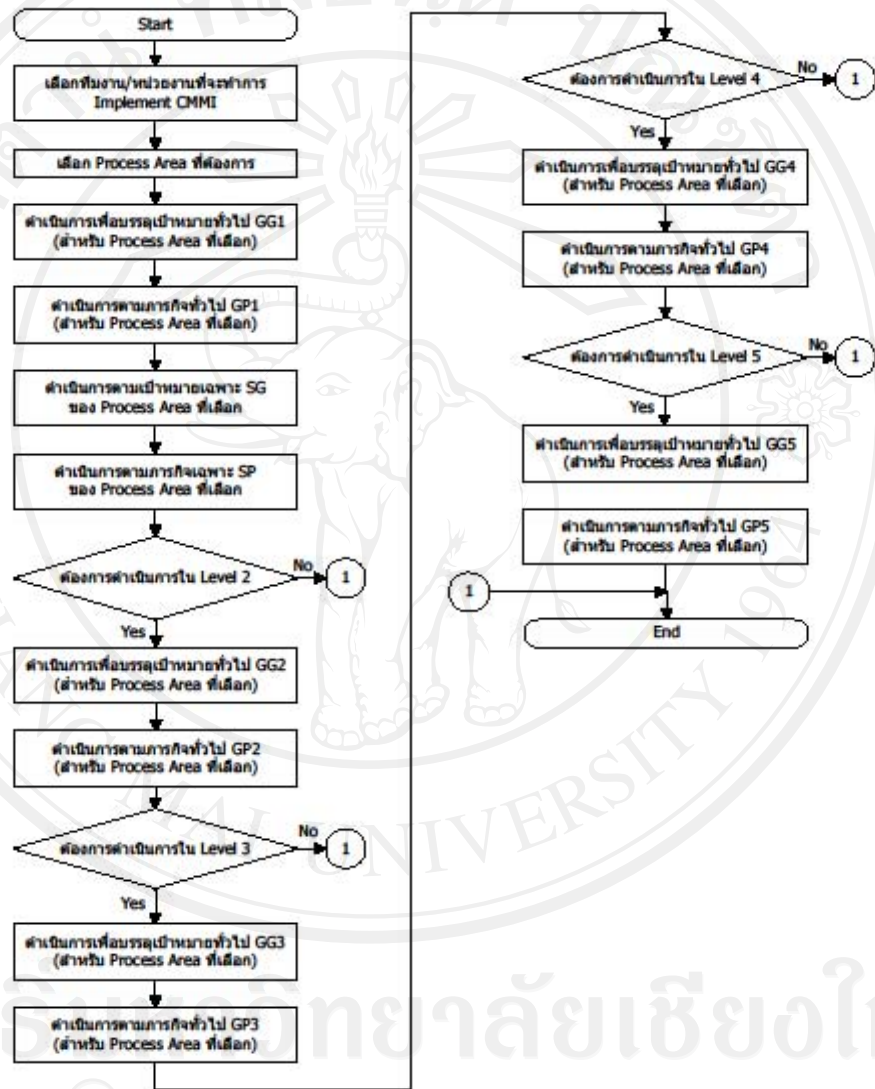 Start
เลือกทีมงาน/หน่วยงานที่จะทำการ
Implement CMMI
เลือก Process Area ที่ต้องการ
ดำเนินการเพื่อบรรลุเป้าหมายทั่วไป GG1
(สำหรับ Process Area ที่เลือก)
ดำเนินการตามภารกิจทั่วไป GP1
(สำหรับ Process Area ที่เลือก)
ดำเนินการตามเป้าหมายเฉพาะ SG
ของ Process Area ที่เลือก
ดำเนินการตามภารกิจเฉพาะ SP
ของ Process Area ที่เลือก
ต้องการดำเนินการใน Level 2
No
1
Yes
ดำเนินการเพื่อบรรลุเป้าหมายทั่วไป GG2
(สำหรับ Process Area ที่เลือก)
ดำเนินการตามภารกิจทั่วไป GP2
(สำหรับ Process Area ที่เลือก)
ต้องการดำเนินการใน Level 3
No
1
Yes
ดำเนินการเพื่อบรรลุเป้าหมายทั่วไป GG3
(สำหรับ Process Area ที่เลือก)
ดำเนินการตามภารกิจทั่วไป GP3
(สำหรับ Process Area ที่เลือก)
ต้องการดำเนินการใน Level 4
No
1
Yes
ดำเนินการเพื่อบรรลุเป้าหมายทั่วไป GG4
(สำหรับ Process Area ที่เลือก)
ดำเนินการตามภารกิจทั่วไป GP4
(สำหรับ Process Area ที่เลือก)
ต้องการดำเนินการใน Level 5
No
1
Yes
ดำเนินการเพื่อบรรลุเป้าหมายทั่วไป GG5
(สำหรับ Process Area ที่เลือก)
ดำเนินการตามภารกิจทั่วไป GP5
(สำหรับ Process Area ที่เลือก)
1
End
MAI UNIVERSITY 1964
ธิ์มหาวิทยาลัยเชียงให